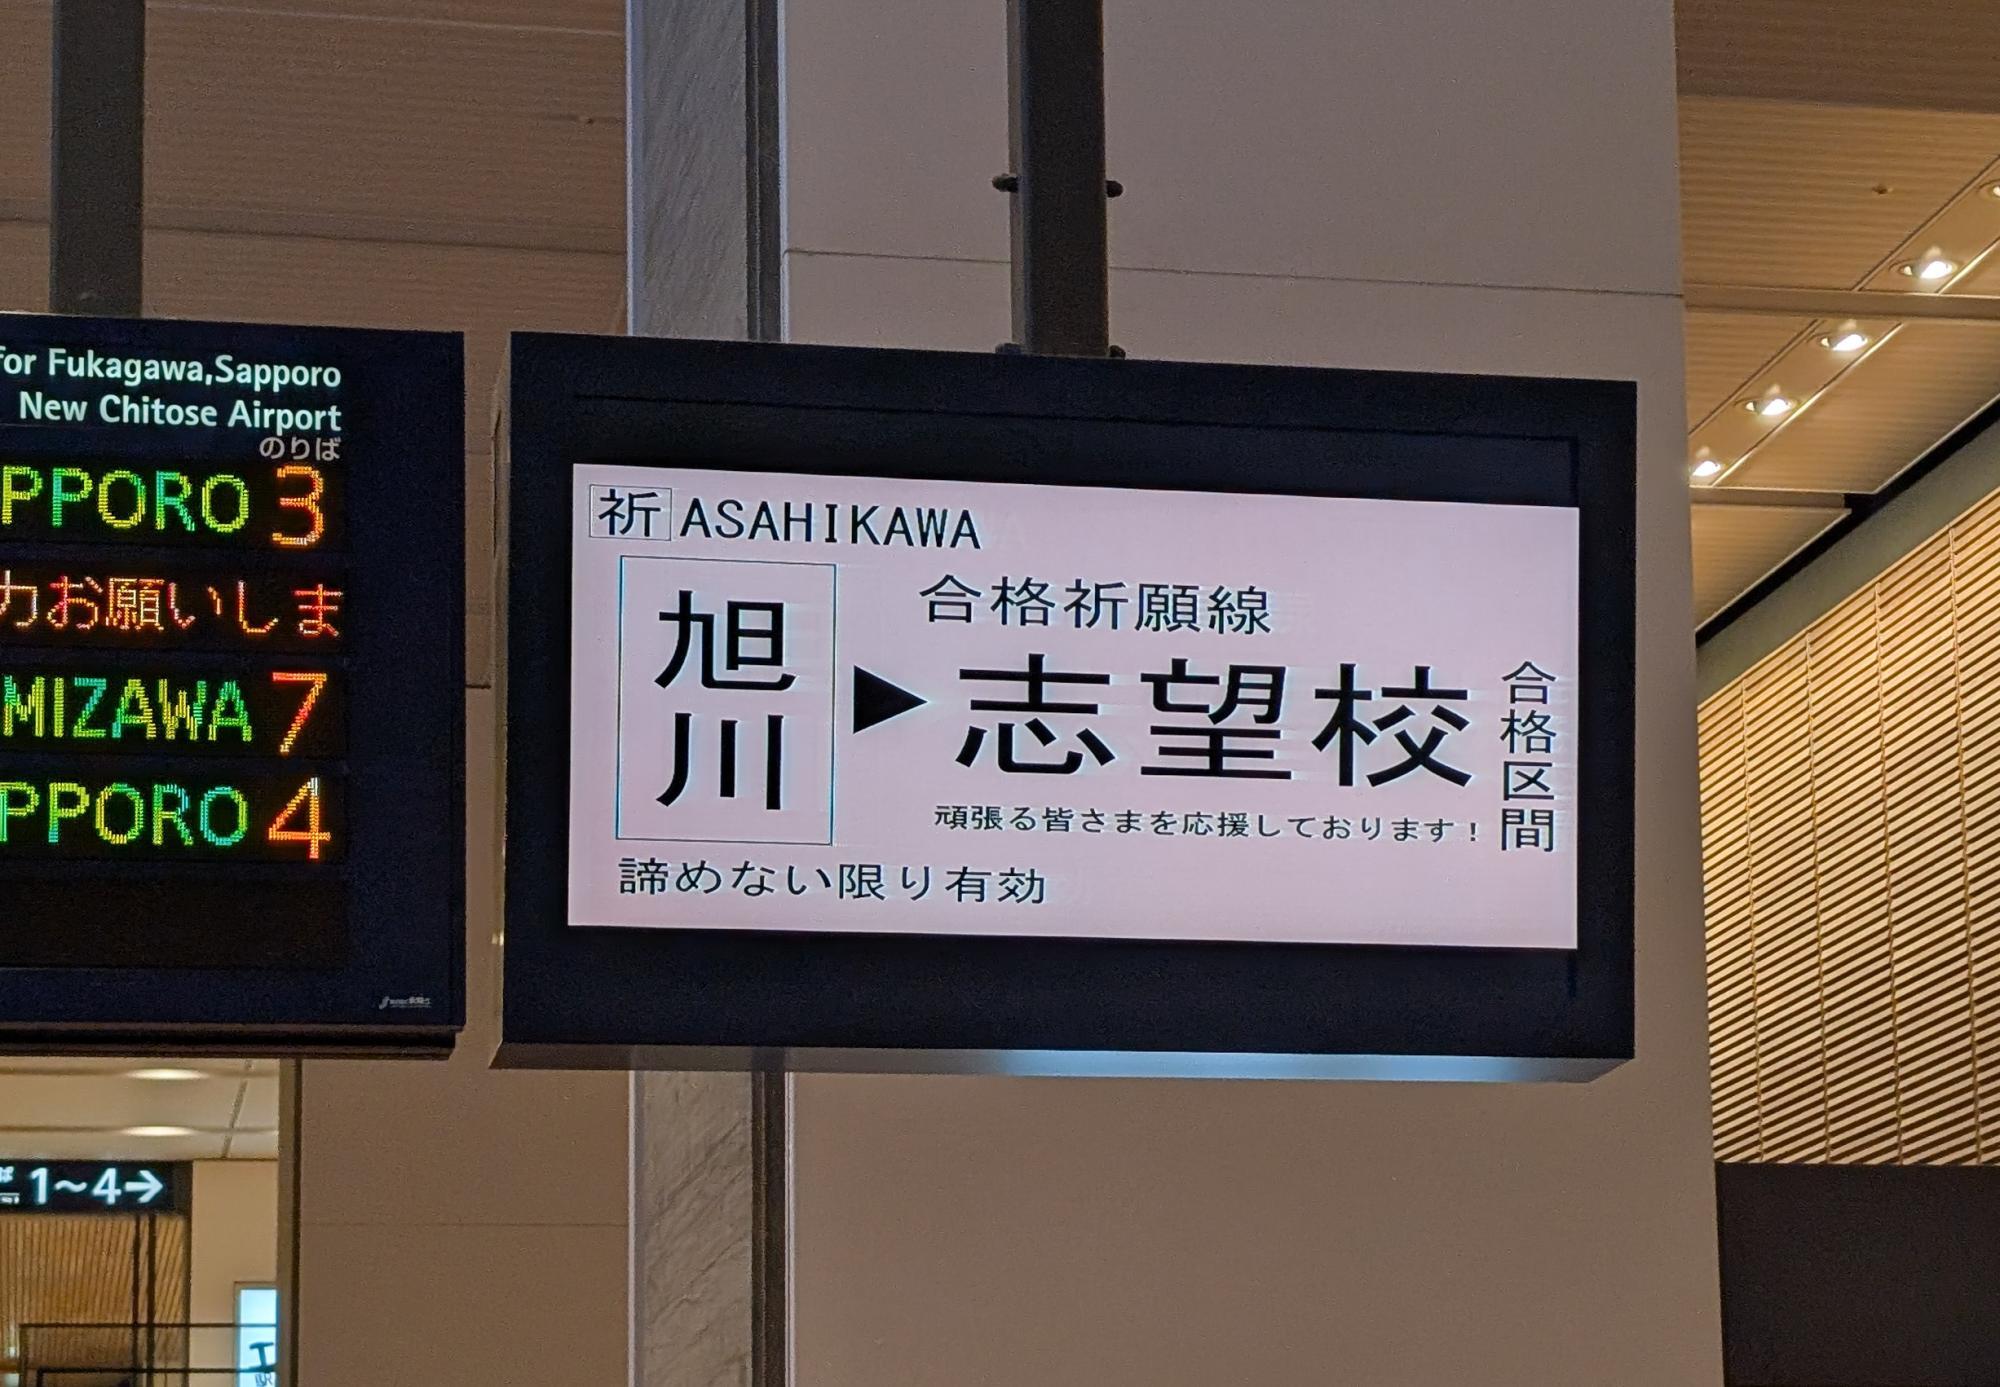 for Fukagawa,Sapporo
New Chitose Airport
のりば
PPORO 3
力お願いしま
MIZAWA 7
PPORO 4
1～4→
祈 ASAHIKAWA
旭川▶志望校
合格祈願線
合格区間
頑張る皆さまを応援しております！
諦めない限り有効